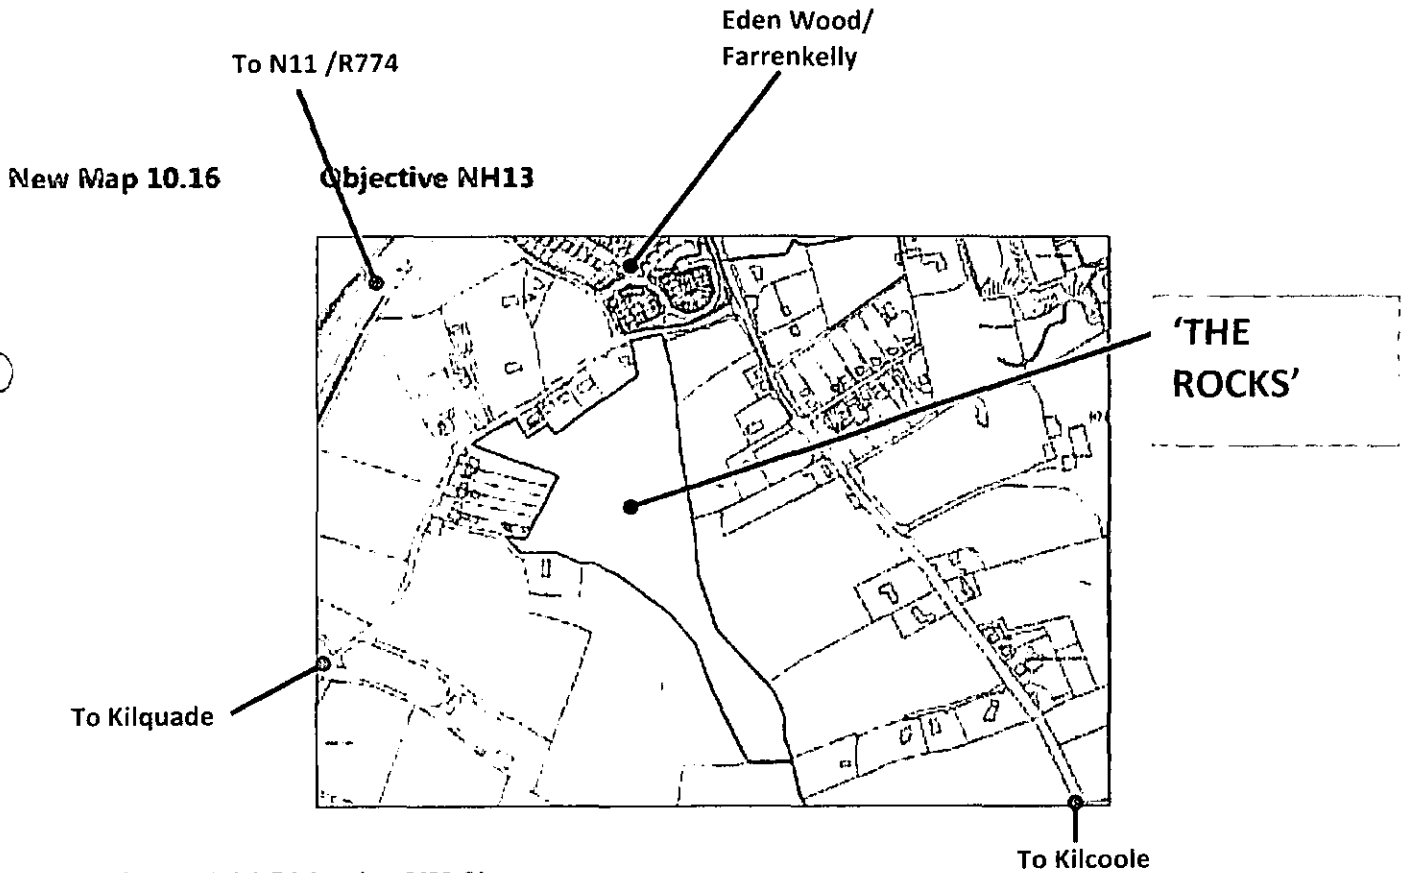 Eden Wood/
Farrenkelly
To N11 /R774
New Map 10.16 Objective NH13
'THE
ROCKS'
To Kilquade
To Kilcoole